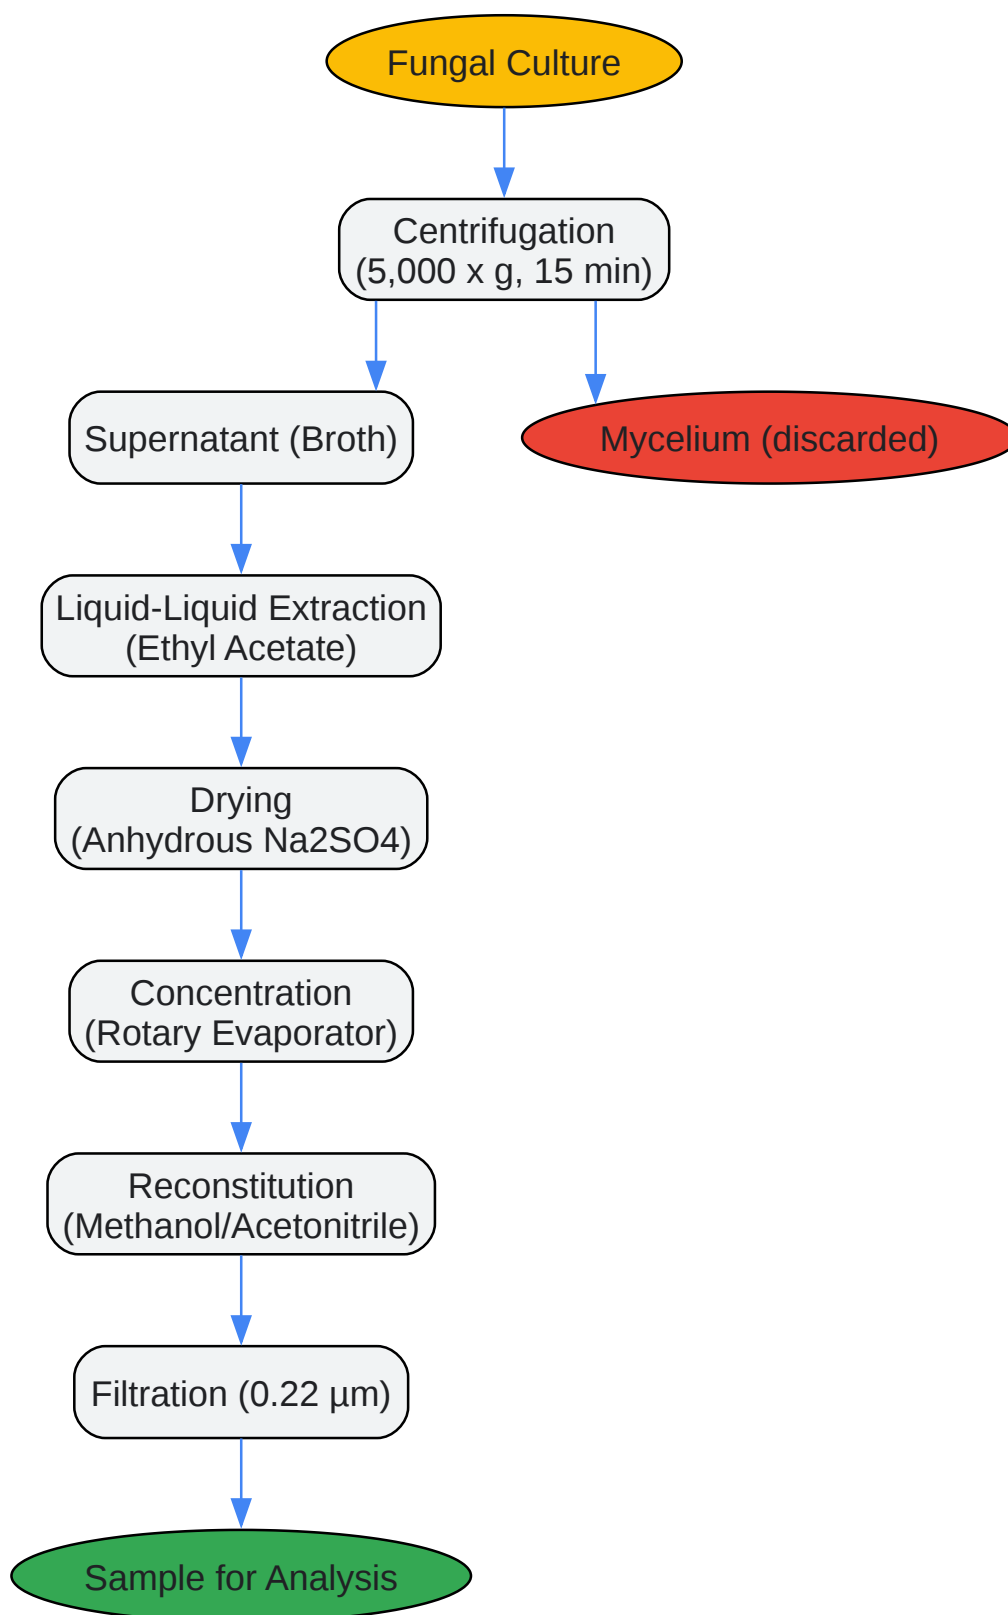 Fungal Culture
Centrifugation
(5,000 x g, 15 min)
Supernatant (Broth)
Mycelium (discarded)
Liquid-Liquid Extraction
(Ethyl Acetate)
Drying
(Anhydrous Na2SO4)
Concentration
(Rotary Evaporator)
Reconstitution
(Methanol/Acetonitrile)
Filtration (0.22 µm)
Sample for Analysis